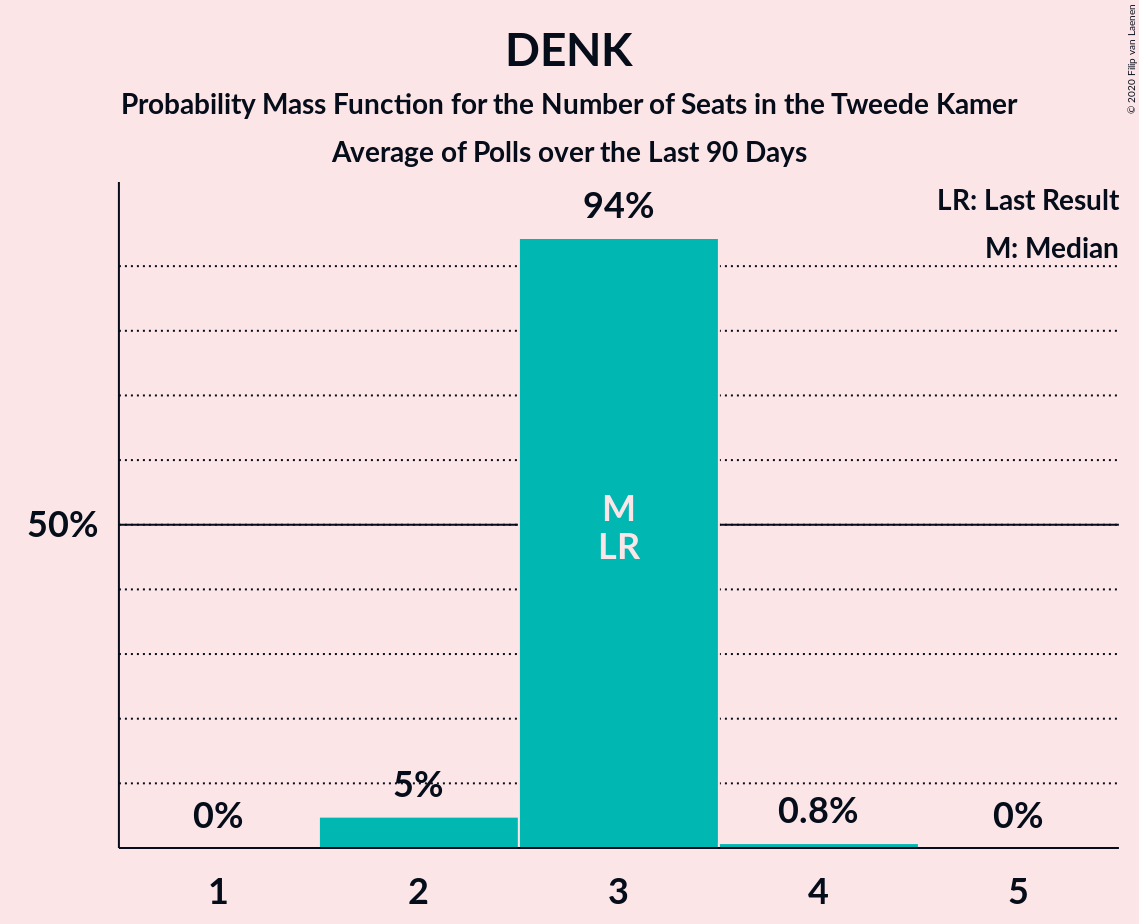 DENK
Probability Mass Function for the Number of Seats in the Tweede Kamer
Average of Polls over the Last 90 Days
© 2020 Filip van Laenen
LR: Last Result
M: Median
94%
50%
M
LR
0%
5%
0.8%
0%
1
2
3
4
5